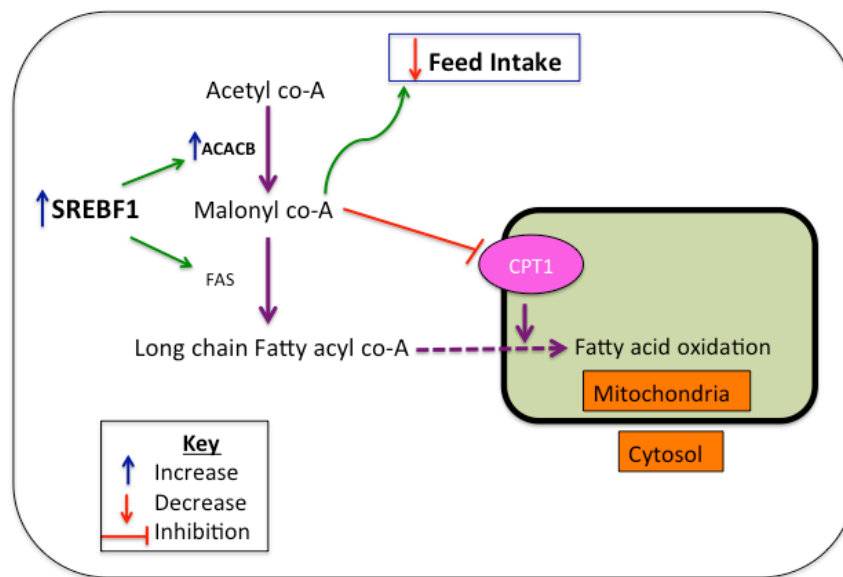 Feed Intake
Acetyl co-A
ACACB
SREBF1
Malonyl co-A
CPT1
FAS
Long chain Fatty acyl co-A
Fatty acid oxidation
Mitochondria
Cytosol
Key
Increase
Decrease
Inhibition